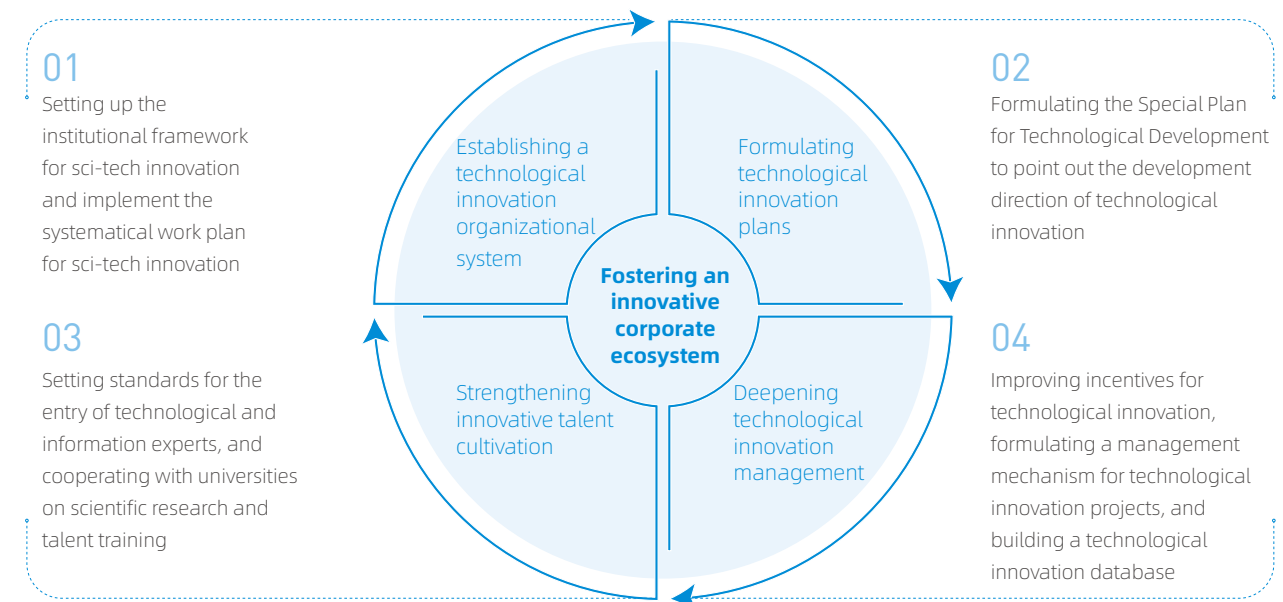 01
Setting up the
institutional framework
for sci-tech innovation
and implement the
systematical work plan
for sci-tech innovation
Establishing a
technological
innovation
organizational
system
Formulating
technological
innovation
plans
02
Formulating the Special Plan
for Technological Development
to point out the development
direction of technological
innovation
Fostering an
innovative
corporate
ecosystem
03
Setting standards for the
entry of technological and
information experts, and
cooperating with universities
on scientific research and
talent training
Strengthening
innovative talent
cultivation
Deepening
technological
innovation
management
04
Improving incentives for
technological innovation,
formulating a management
mechanism for technological
innovation projects, and
building a technological
innovation database